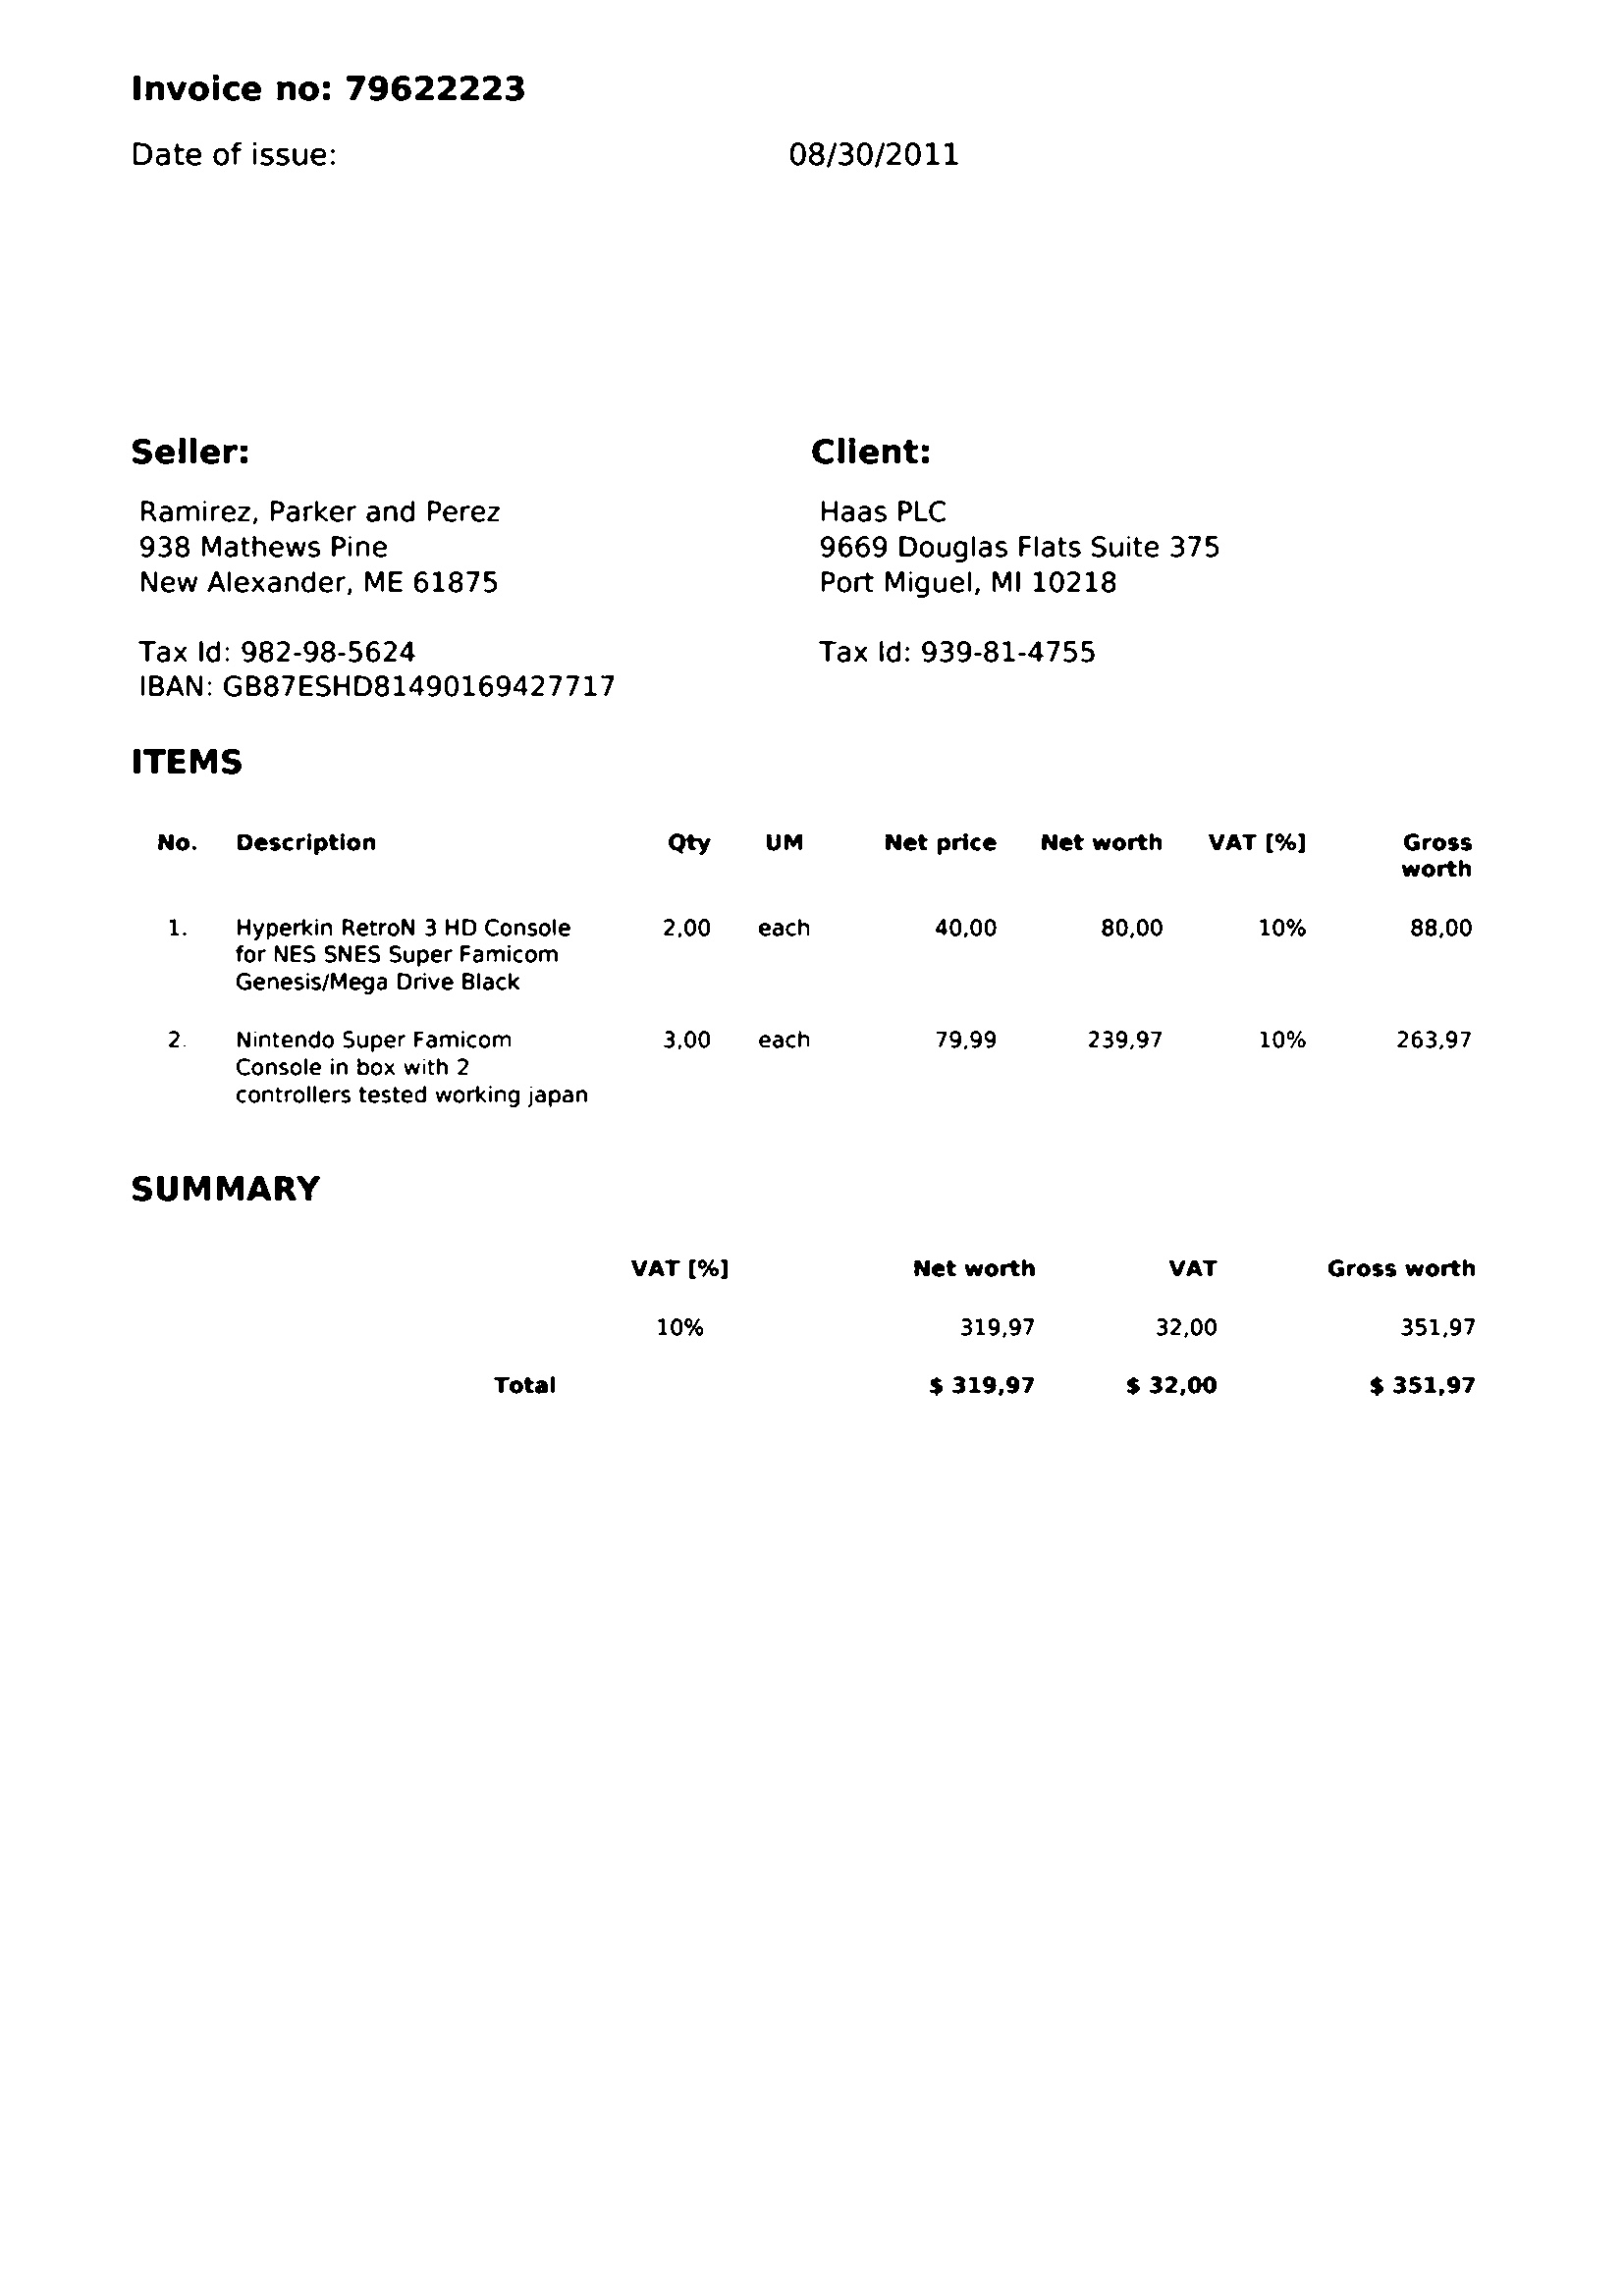 Invoice no: 79622223
Date of issue: 08/30/2011
Seller:
Ramirez, Parker and Perez
938 Mathews Pine
New Alexander, ME 61875
Tax Id: 982-98-5624
IBAN: GB87ESHD81490169427717
Client:
Haas PLC
9669 Douglas Flats Suite 375
Port Miguel, MI 10218
Tax Id: 939-81-4755
ITEMS
No. Description Qty UM Net price Net worth VAT [%] Gross
worth
1. Hyperkin RetroN 3 HD Console 2,00 each 40,00 80,00 10% 88,00
for NES SNES Super Famicom
Genesis/Mega Drive Black
2. Nintendo Super Famicom 3,00 each 79,99 239,97 10% 263,97
Console in box with 2
controllers tested working japan
SUMMARY
VAT [%] Net worth VAT Gross worth
10% 319,97 32,00 351,97
Total $ 319,97 $ 32,00 $ 351,97